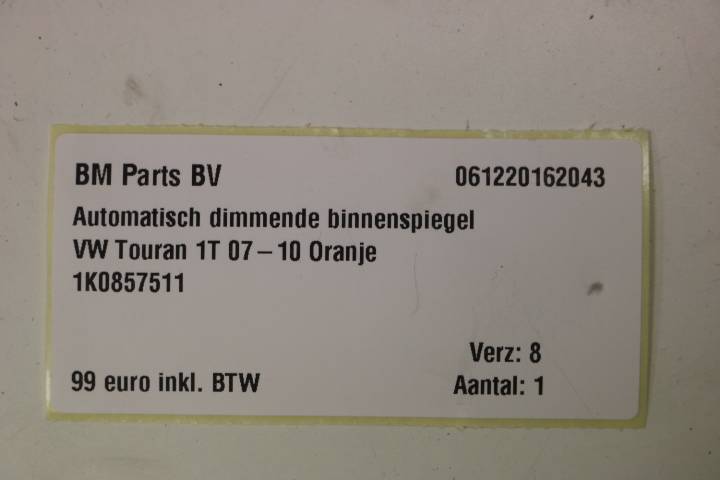 BM Parts BV 061220162043
Automatisch dimmende binnenspiegel
VW Touran 1T 07 – 10 Oranje
1K0857511
Verz: 8
99 euro inkl. BTW Aantal: 1